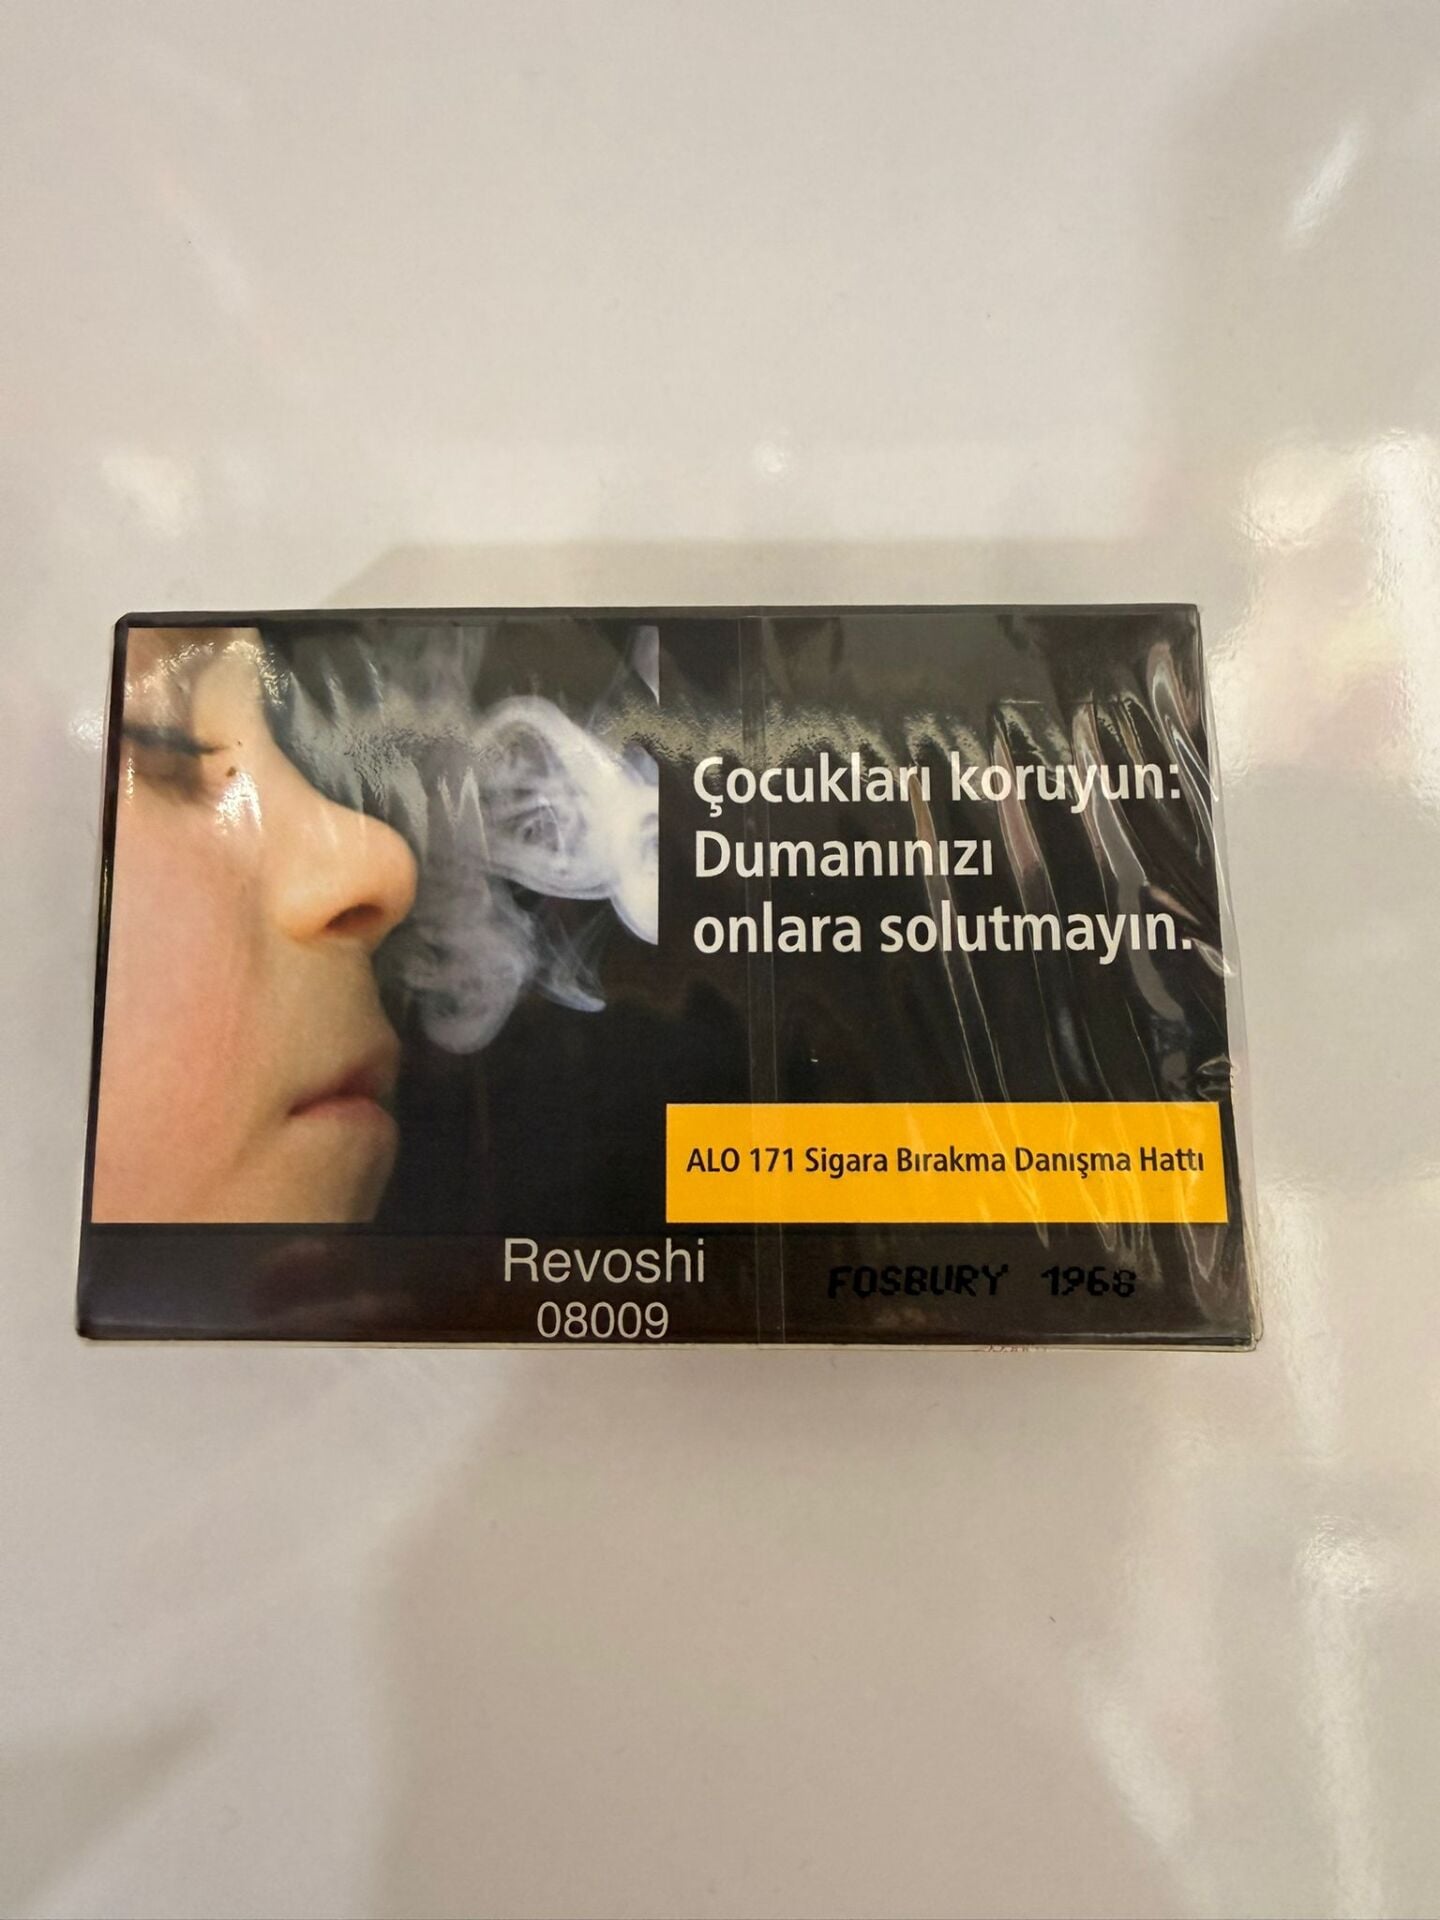 Çocukları koruyun:
Dumanınızı
onlara solutmayın.
ALO 171 Sigara Bırakma Danışma Hattı
Revoshi
08009
FOSBURY 1968